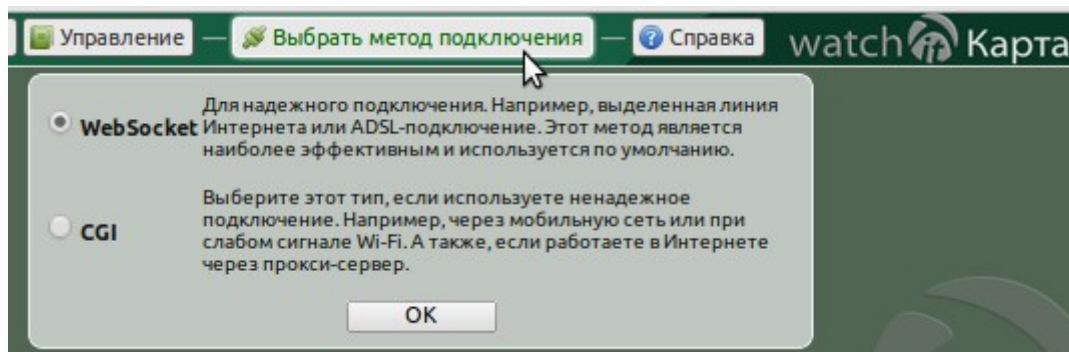 Управление — Выбрать метод подключения — Справка watch it Карта
Для надежного подключения. Например, выделенная линия
WebSocket Интернета или ADSL-подключение. Этот метод является
наиболее эффективным и используется по умолчанию.
Выберите этот тип, если используете ненадежное
подключение. Например, через мобильную сеть или при
CGI слабом сигнале Wi-Fi. А также, если работаете в Интернете
через прокси-сервер.
OK